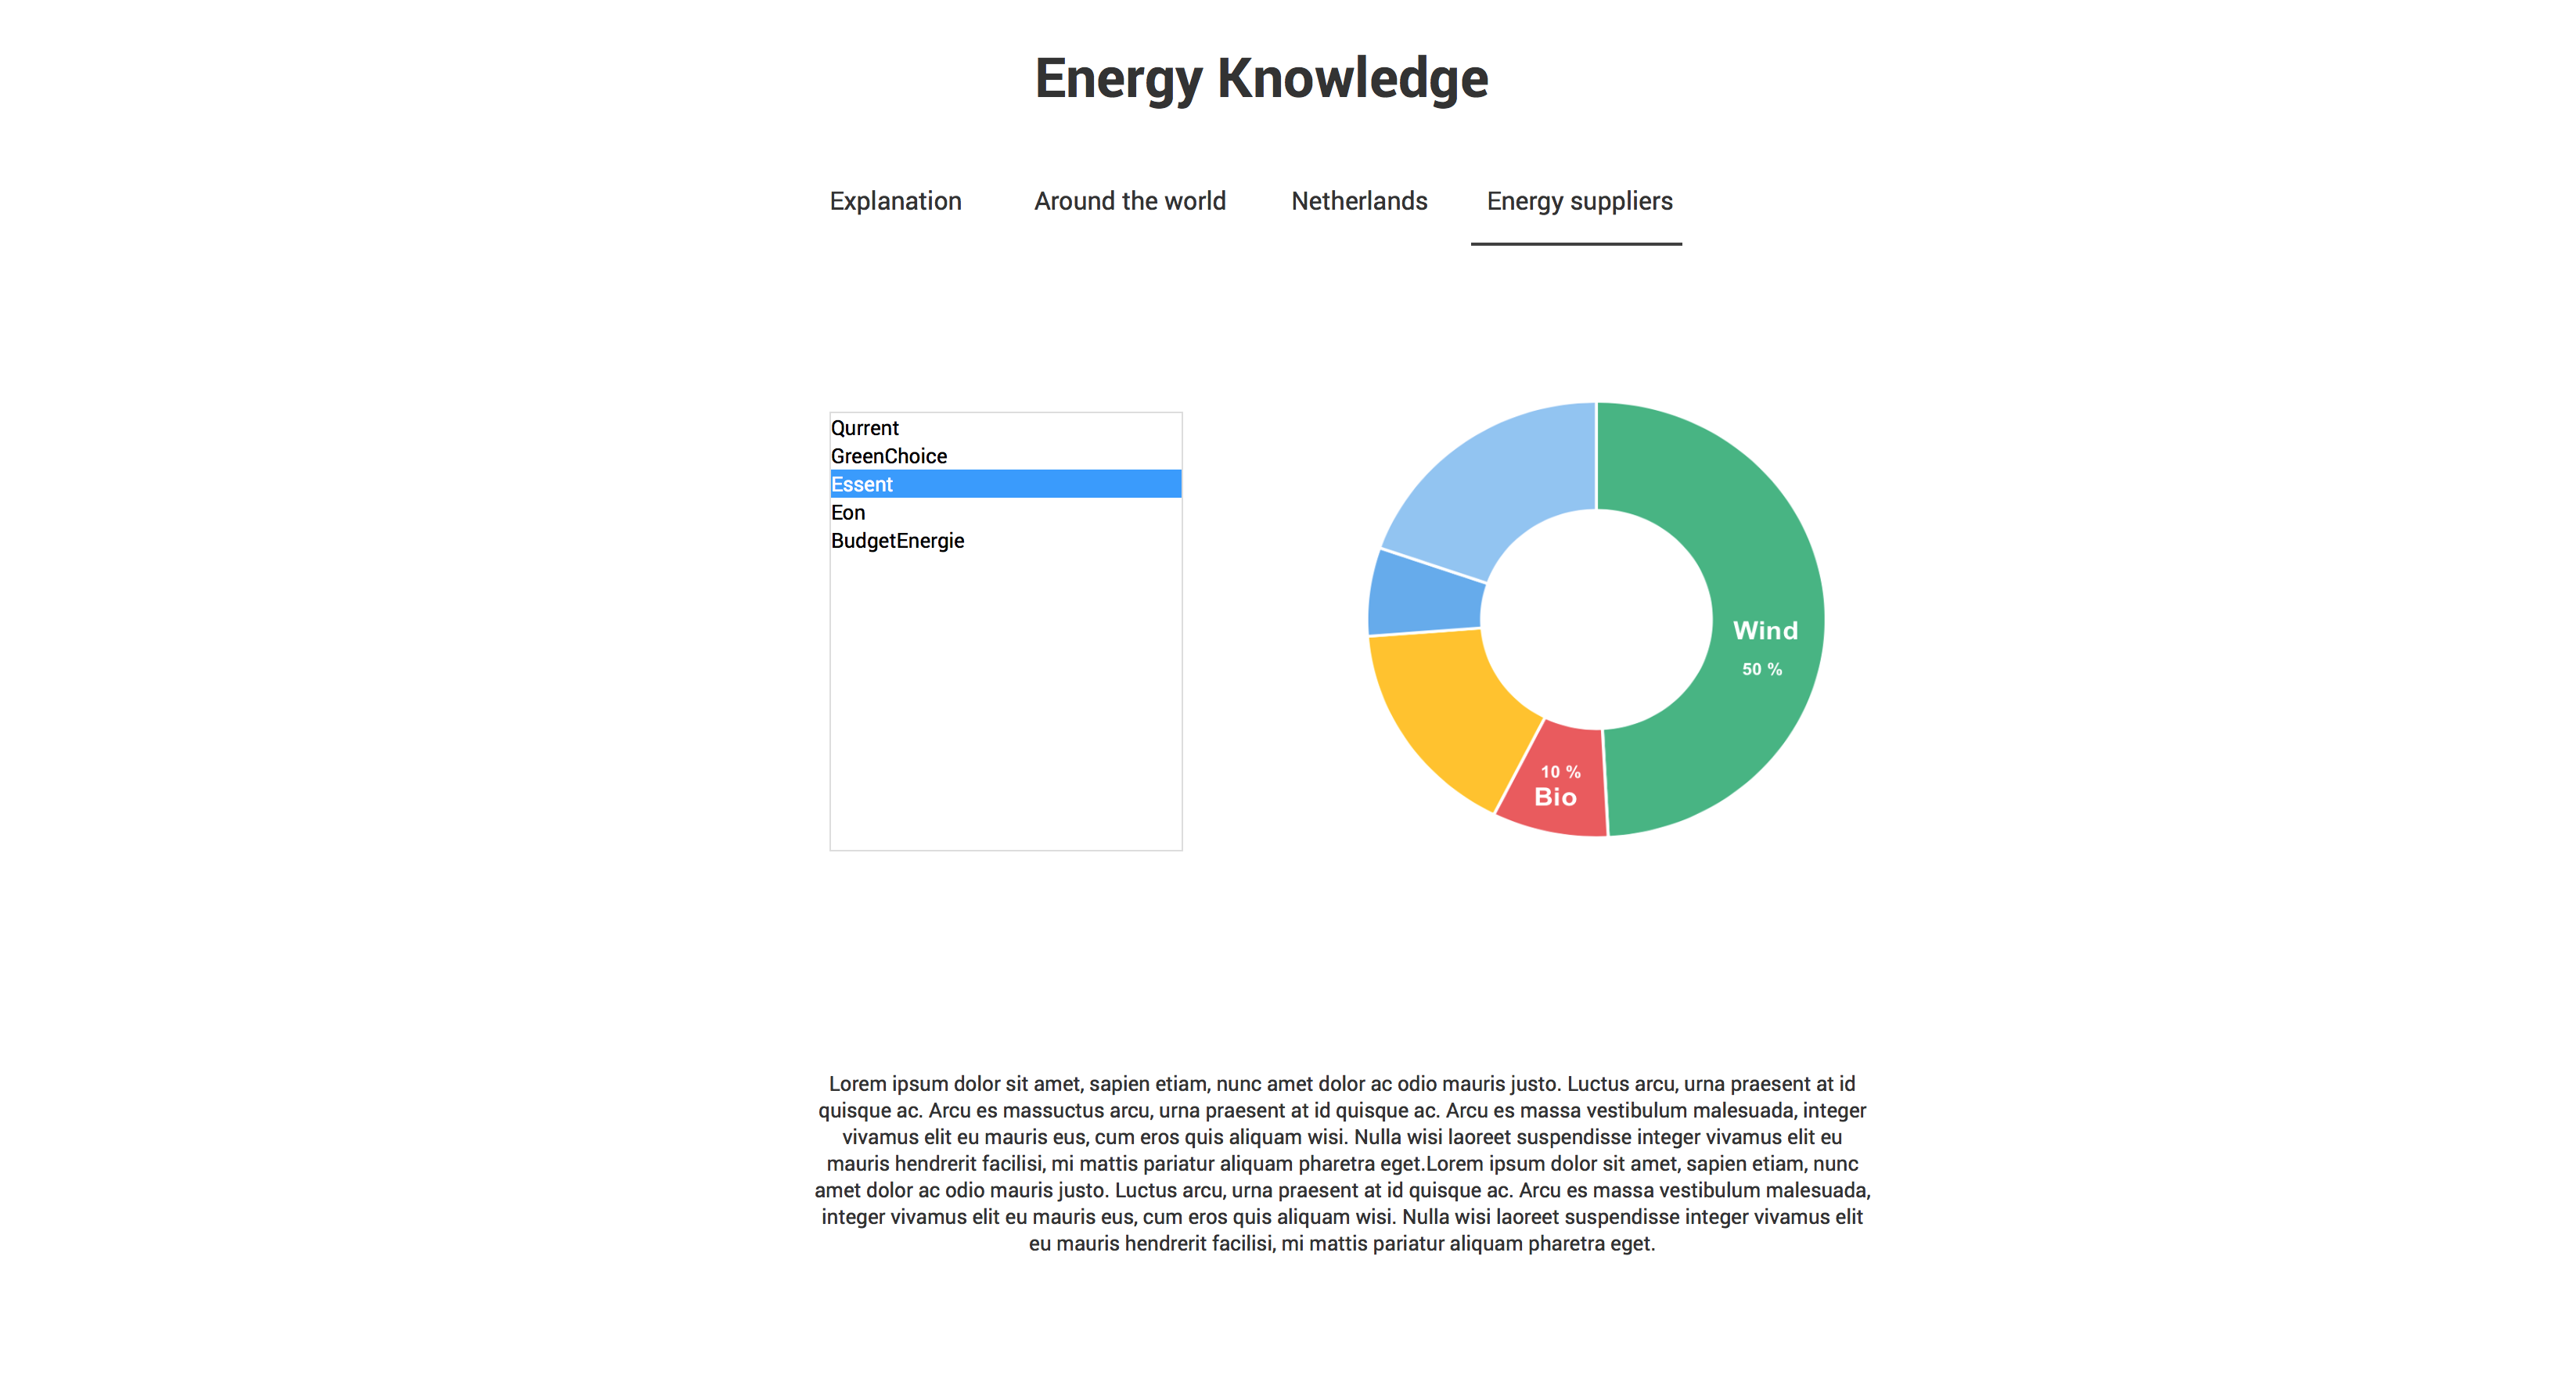 Energy Knowledge
Explanation
Around the world
Netherlands
Energy suppliers
Qurrent
GreenChoice
Essent
Eon
BudgetEnergie
Wind
50 %
10 %
Bio
Lorem ipsum dolor sit amet, sapien etiam, nunc amet dolor ac odio mauris justo. Luctus arcu, urna praesent at id
quisque ac. Arcu es massuctus arcu, urna praesent at id quisque ac. Arcu es massa vestibulum malesuada, integer
vivamus elit eu mauris eus, cum eros quis aliquam wisi. Nulla wisi laoreet suspendisse integer vivamus elit eu
mauris hendrerit facilisi, mi mattis pariatur aliquam pharetra eget.Lorem ipsum dolor sit amet, sapien etiam, nunc
amet dolor ac odio mauris justo. Luctus arcu, urna praesent at id quisque ac. Arcu es massa vestibulum malesuada,
integer vivamus elit eu mauris eus, cum eros quis aliquam wisi. Nulla wisi laoreet suspendisse integer vivamus elit
eu mauris hendrerit facilisi, mi mattis pariatur aliquam pharetra eget.